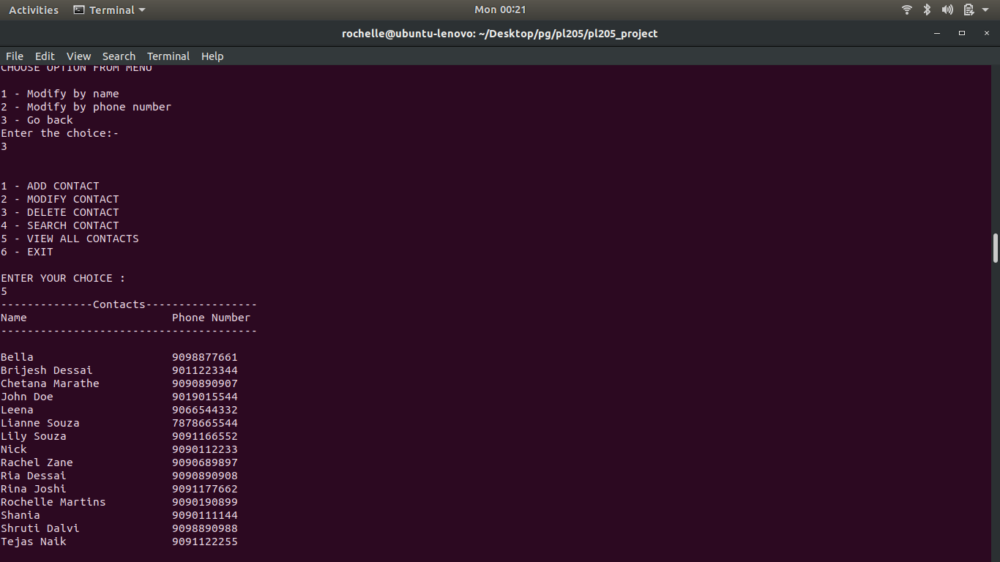 Activities Terminal Mon 00:21
rochelle@ubuntu-lenovo: ~/Desktop/pg/pl205/pl205_project
File Edit View Search Terminal Help
CHOOSE OPTION FROM MENU
1 - Modify by name
2 - Modify by phone number
3 - Go back
Enter the choice:-
3
1 - ADD CONTACT
2 - MODIFY CONTACT
3 - DELETE CONTACT
4 - SEARCH CONTACT
5 - VIEW ALL CONTACTS
6 - EXIT
ENTER YOUR CHOICE :
5
--------------Contacts-----------------
Name Phone Number
---------------------------------------
Bella 9098877661
Brijesh Dessai 9011223344
Chetana Marathe 9090890907
John Doe 9019015544
Leena 9066544332
Lianne Souza 7878665544
Lily Souza 9091166552
Nick 9090112233
Rachel Zane 9090689897
Ria Dessai 9090890908
Rina Joshi 9091177662
Rochelle Martins 9090190899
Shania 9090111144
Shruti Dalvi 9098890988
Tejas Naik 9091122255